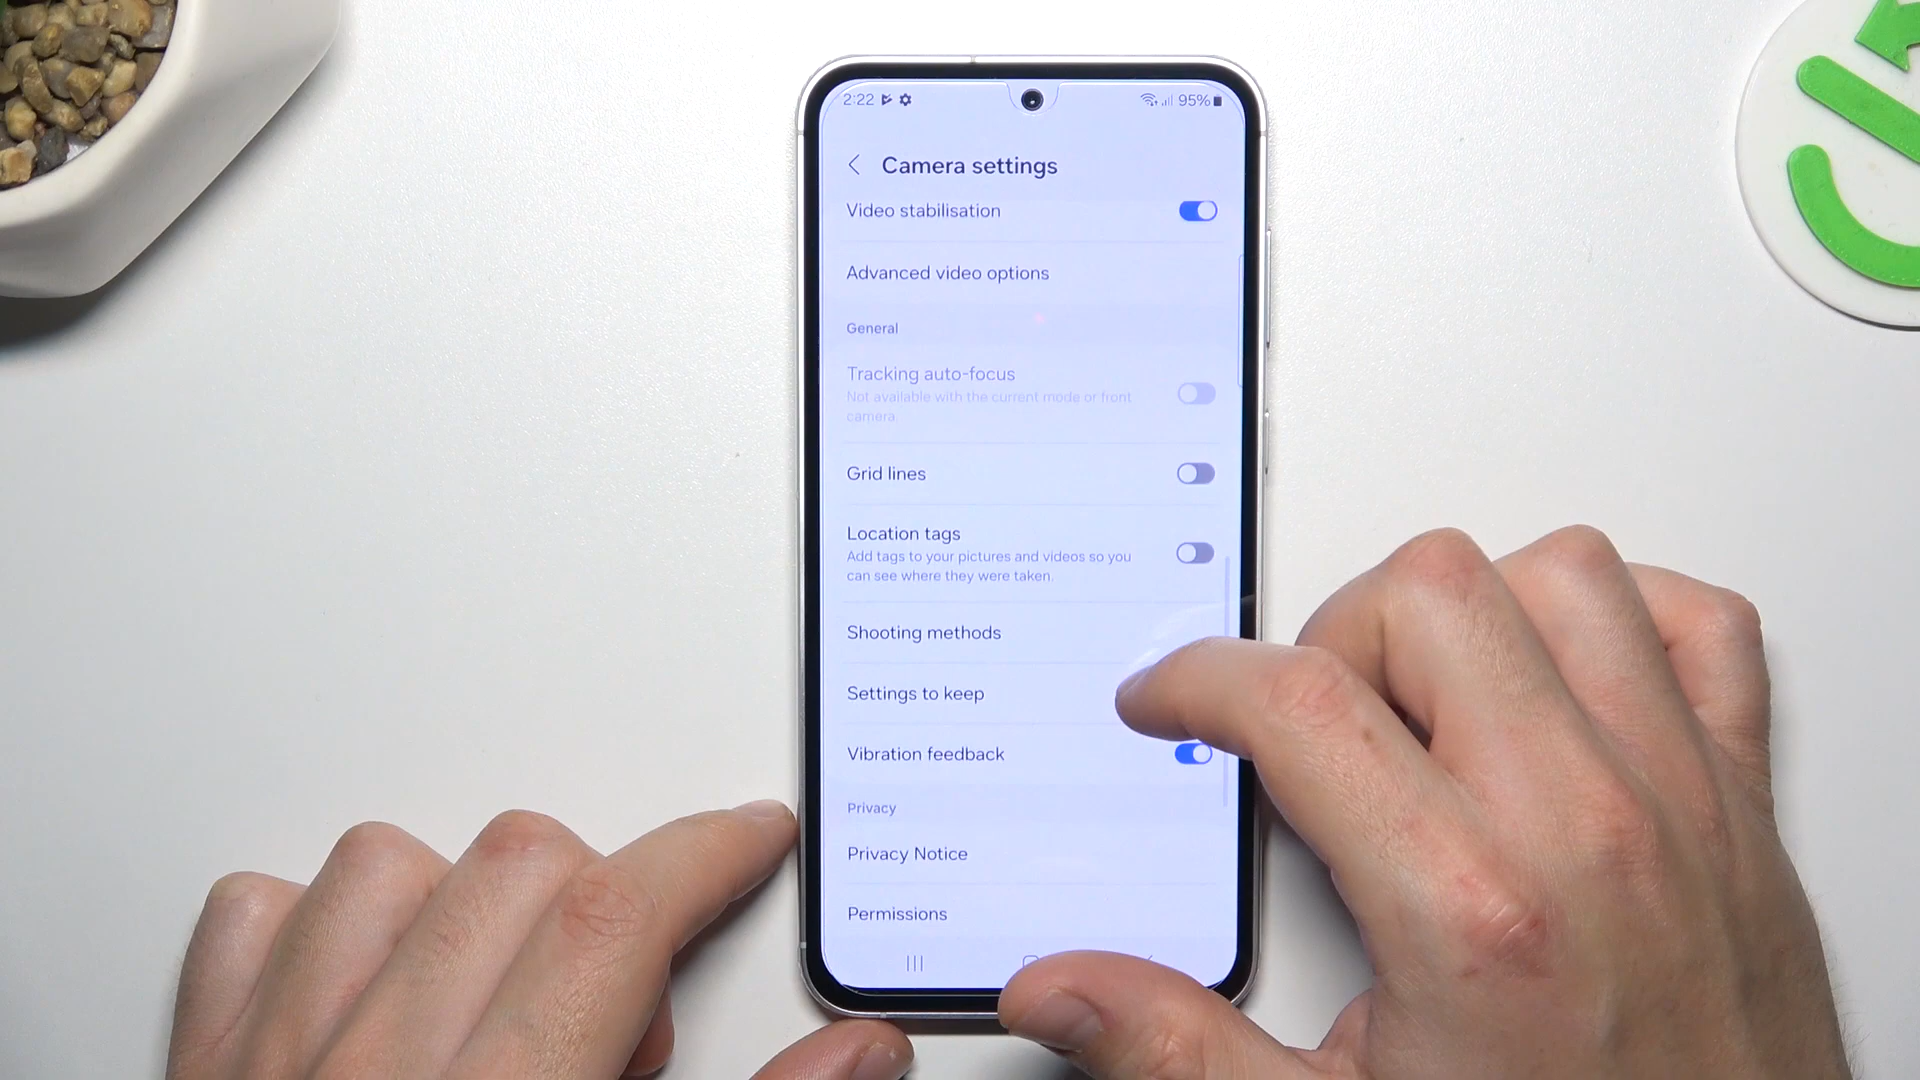 2:22
95%
Camera settings
Video stabilisation
Advanced video options
General
Tracking auto-focus
Not available with the current mode or front
camera.
Grid lines
Location tags
Add tags to your pictures and videos so you
can see where they were taken.
Shooting methods
Settings to keep
Vibration feedback
Privacy
Privacy Notice
Permissions